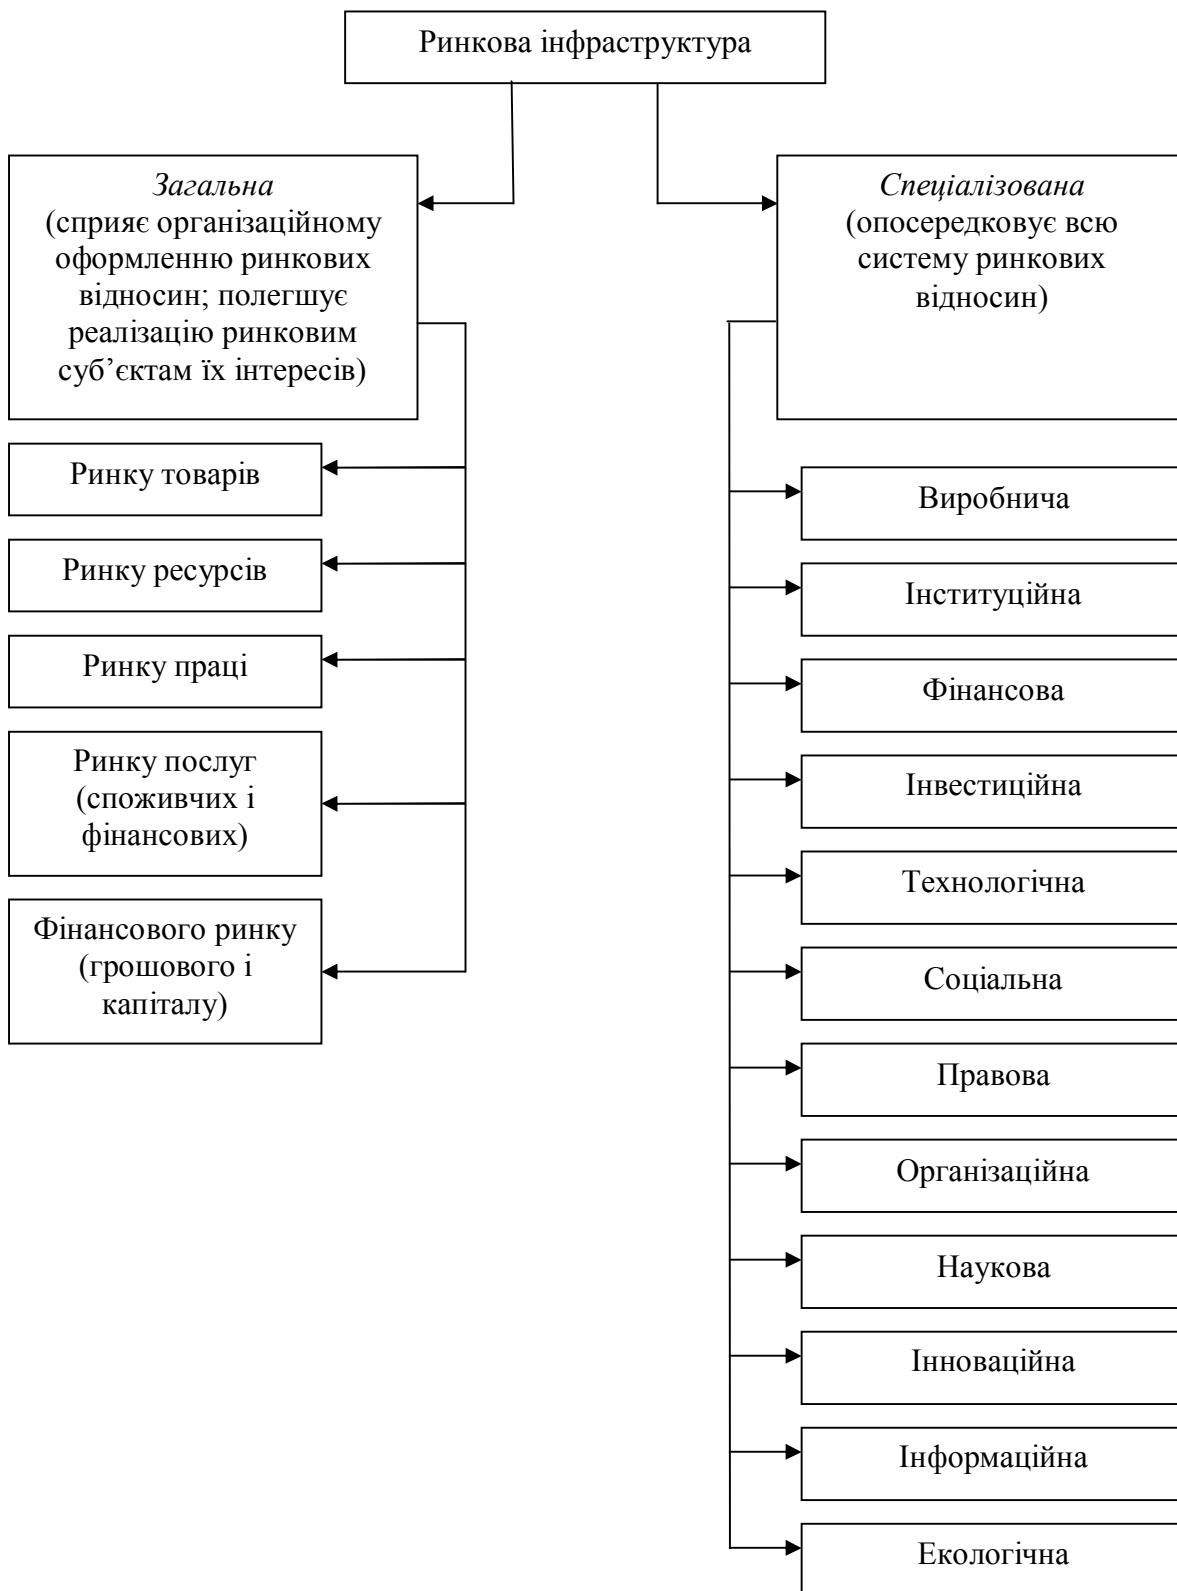 Ринкова інфраструктура
Загальна
(сприяє організаційному
оформленню ринкових
відносин; полегшує
реалізацію ринковим
суб’єктам їх інтересів)
Ринку товарів
Ринку ресурсів
Ринку праці
Ринку послуг
(споживчих і
фінансових)
Фінансового ринку
(грошового і
капіталу)
Спеціалізована
(опосередковує всю
систему ринкових
відносин)
Виробнича
Інституційна
Фінансова
Інвестиційна
Технологічна
Соціальна
Правова
Організаційна
Наукова
Інноваційна
Інформаційна
Екологічна